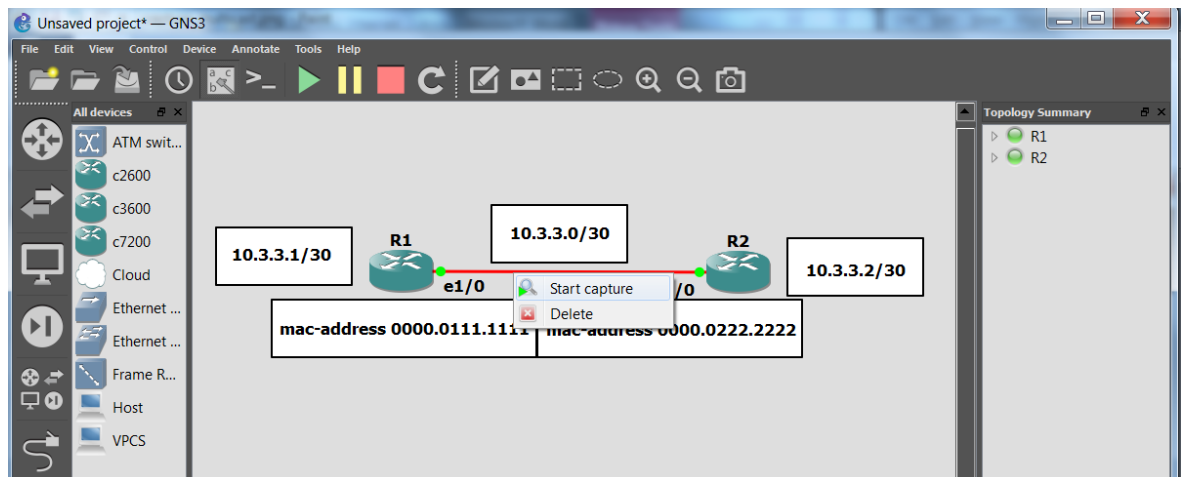 Unsaved project* — GNS3
File Edit View Control Device Annotate Tools Help
All devices
Topology Summary
ATM swit...
c2600
c3600
c7200
Cloud
Ethernet ...
Ethernet ...
Frame R...
Host
VPCS
R1
R2
10.3.3.0/30
10.3.3.1/30
R1
R2
10.3.3.2/30
e1/0
/0
Start capture
Delete
mac-address 0000.0111.1111
mac-address 0000.0222.2222